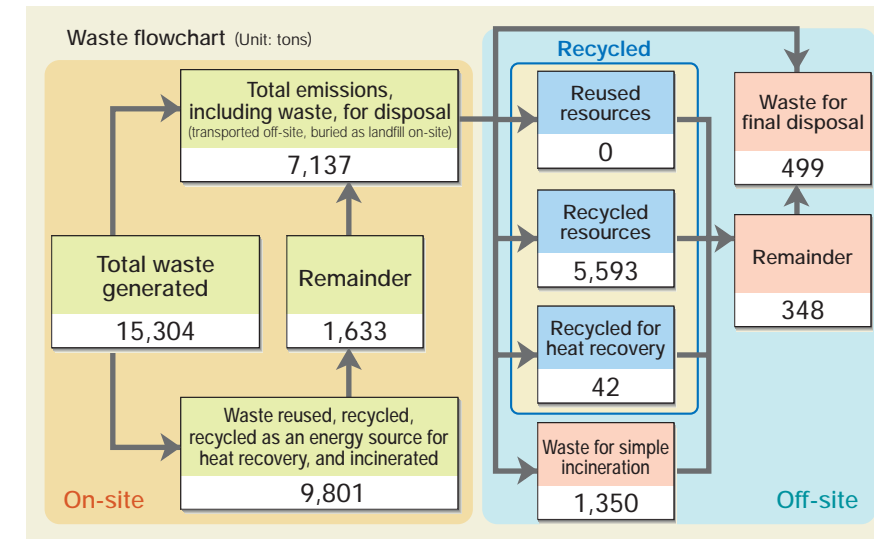 Waste flowchart (Unit: tons)
Recycled
Total emissions,
including waste, for disposal
(transported off-site, buried as landfill on-site)
7,137
Reused
resources
0
Waste for
final disposal
499
Total waste
generated
15,304
Remainder
1,633
Recycled
resources
5,593
Remainder
348
Recycled for
heat recovery
42
Waste reused, recycled,
recycled as an energy source for
heat recovery, and incinerated
9,801
Waste for simple
incineration
1,350
On-site
Off-site